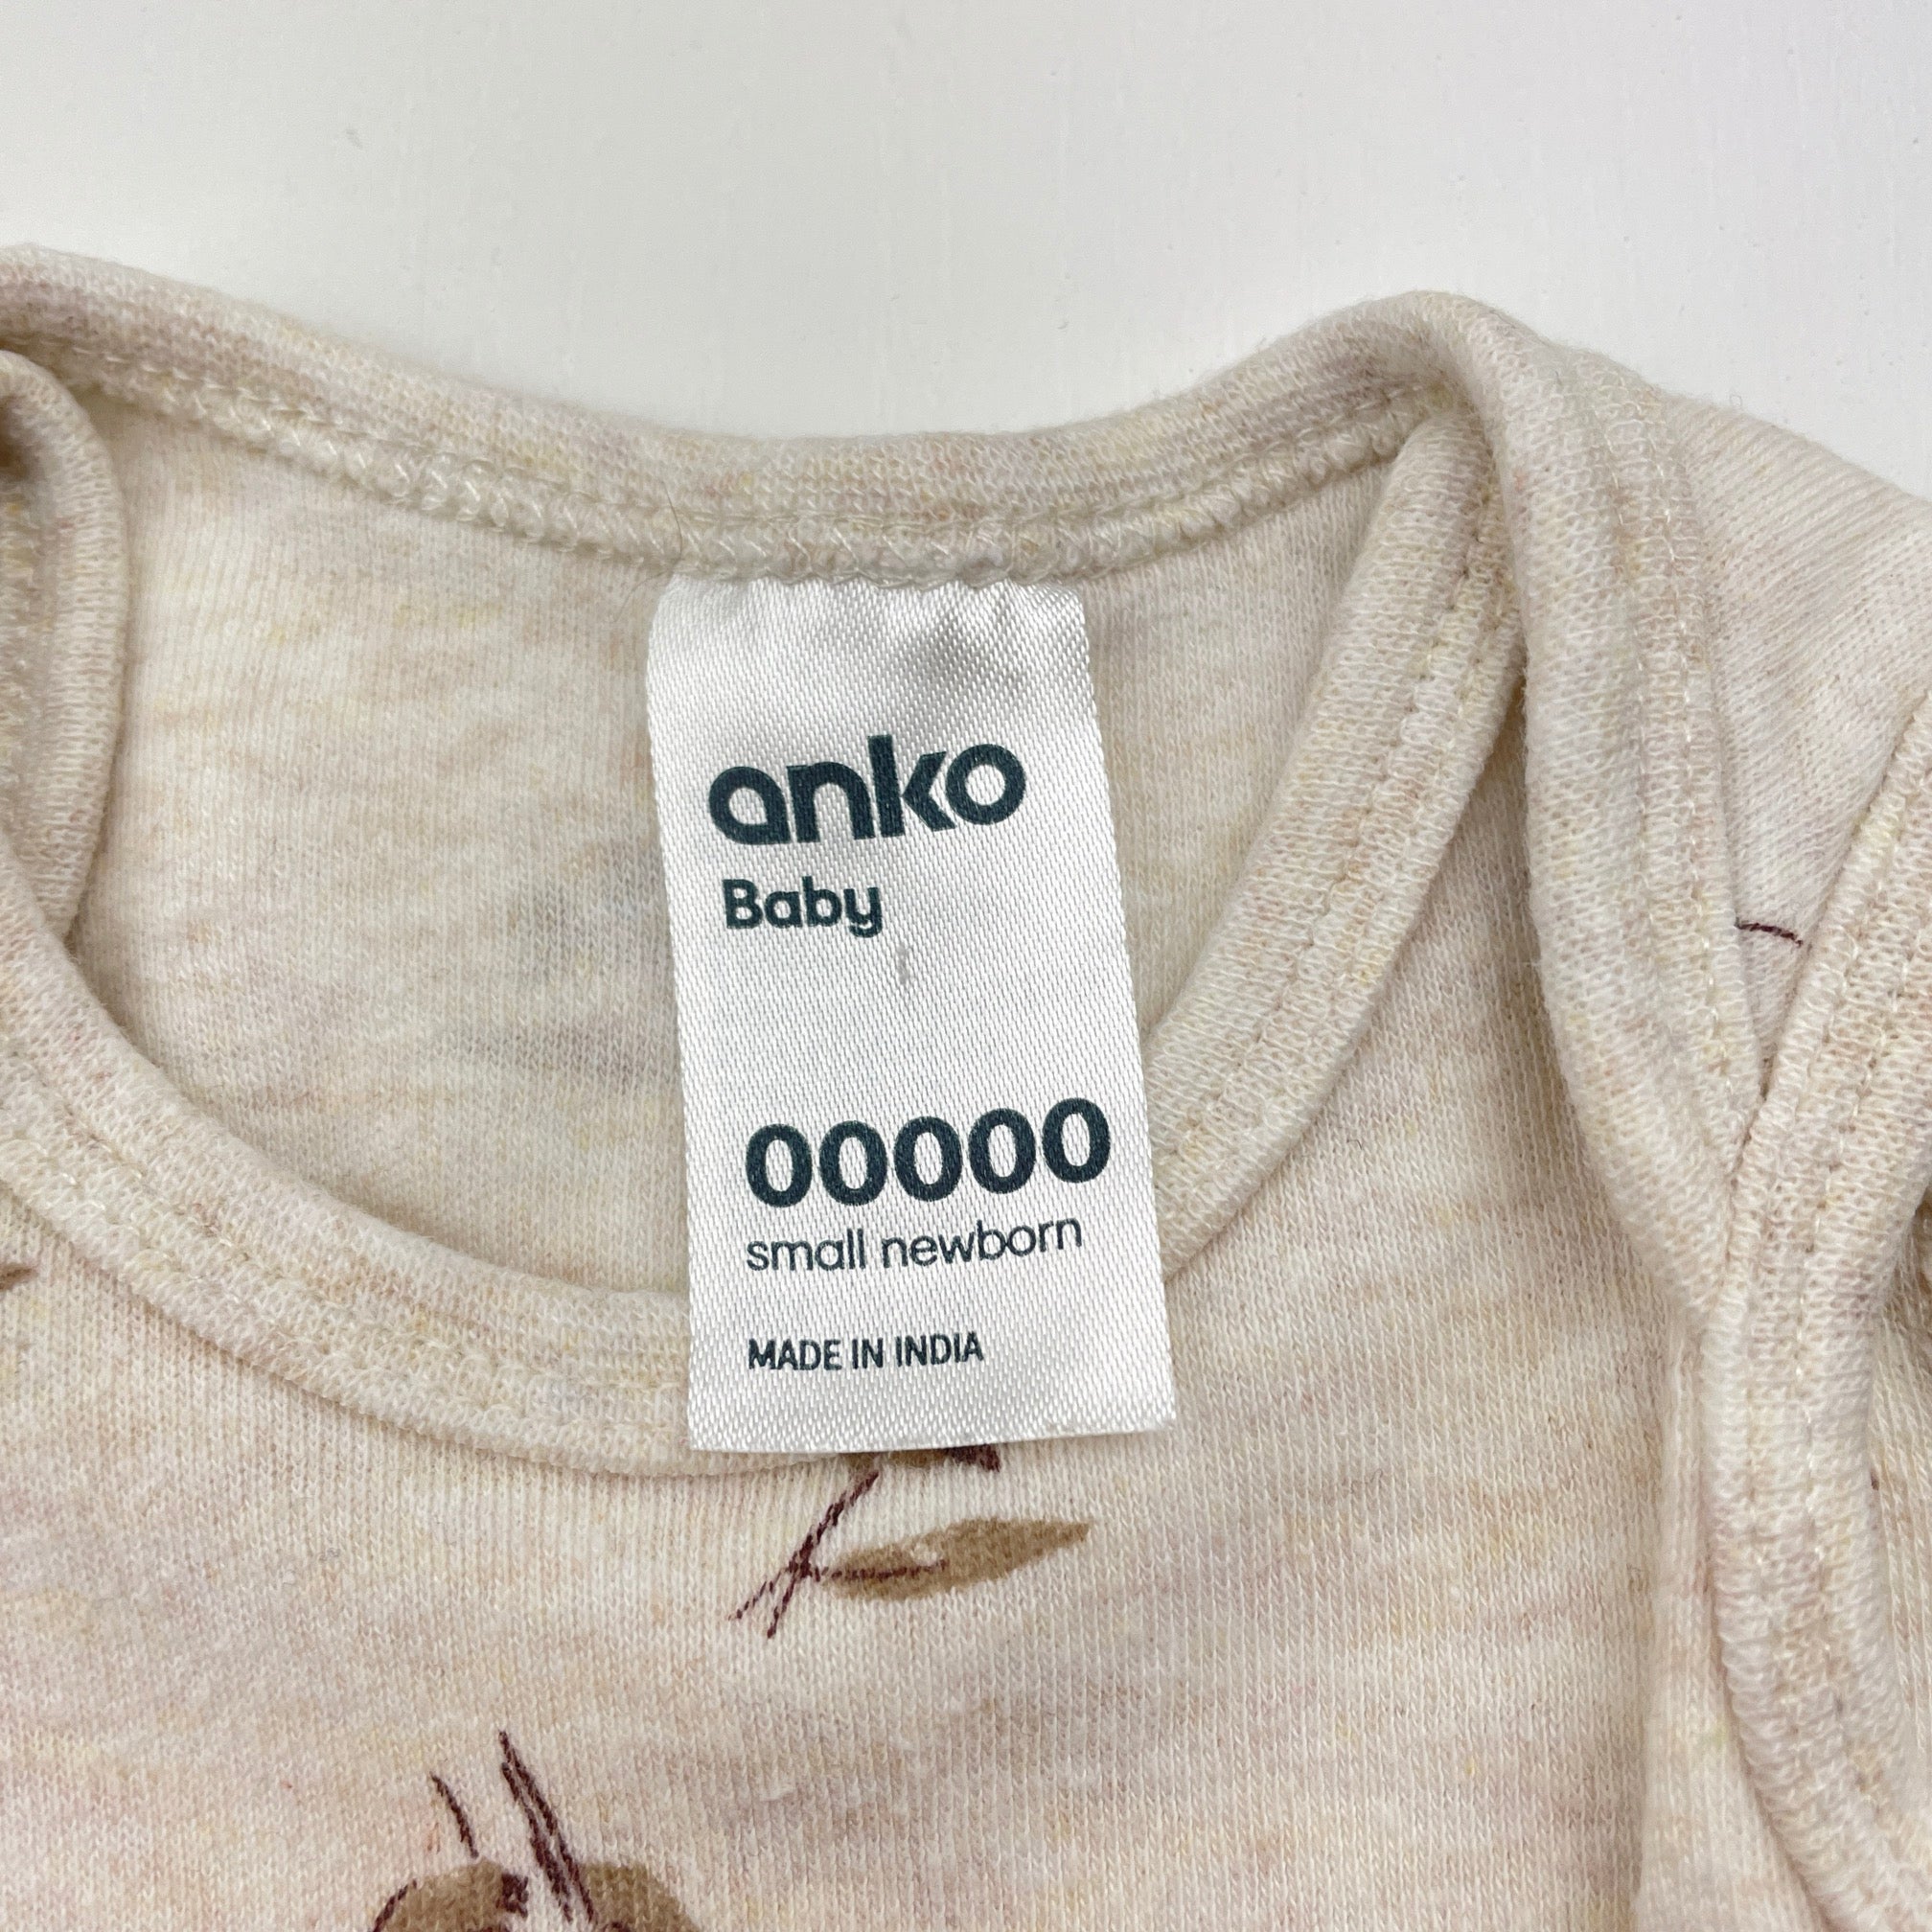 anko
Baby
00000
small newborn
MADE IN INDIA